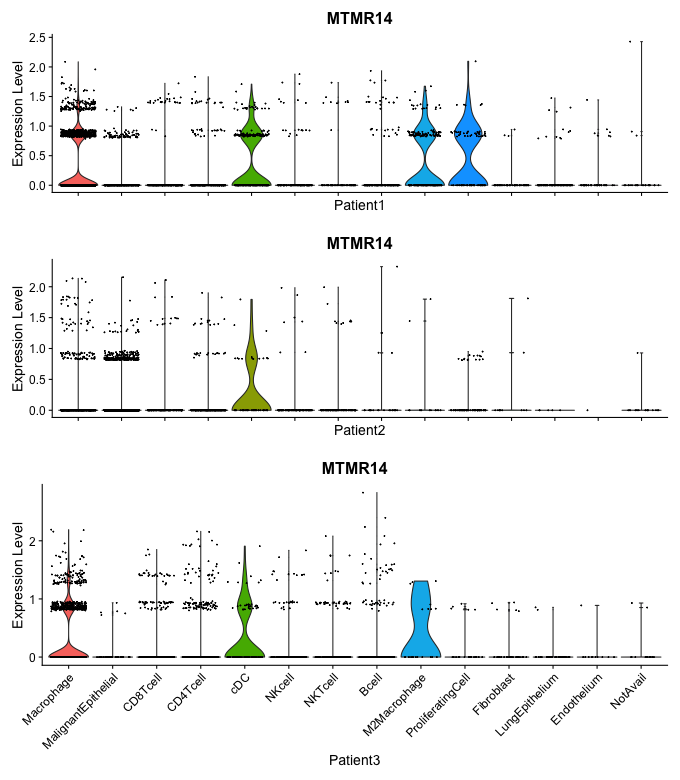 MTMR14
Expression Level
2.5
2.0
1.5
1.0
0.5
0.0
Patient1
MTMR14
Expression Level
2.0
1.5
1.0
0.5
0.0
Patient2
MTMR14
Expression Level
2
1
0
Macrophage
MalignantEpithelial
CD8Tcell
CD4Tcell
cDC
NKcell
NKTcell
Bcell
M2Macrophage
ProliferatingCell
Fibroblast
LungEpithelium
Endothelium
NotAvail
Patient3